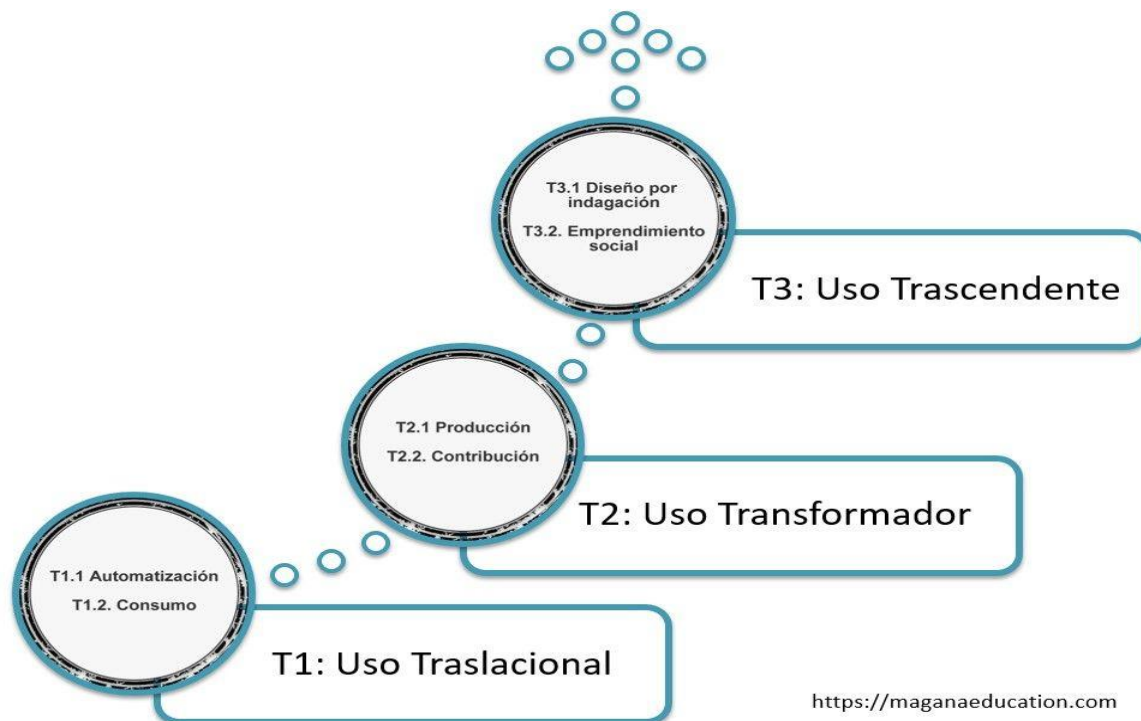 T3.1 Diseño por
indagación
T3.2. Emprendimiento
social
T3: Uso Trascendente
T2.1 Producción
T2.2. Contribución
T2: Uso Transformador
T1.1 Automatización
T1.2. Consumo
T1: Uso Traslacional
https://maganaeducation.com